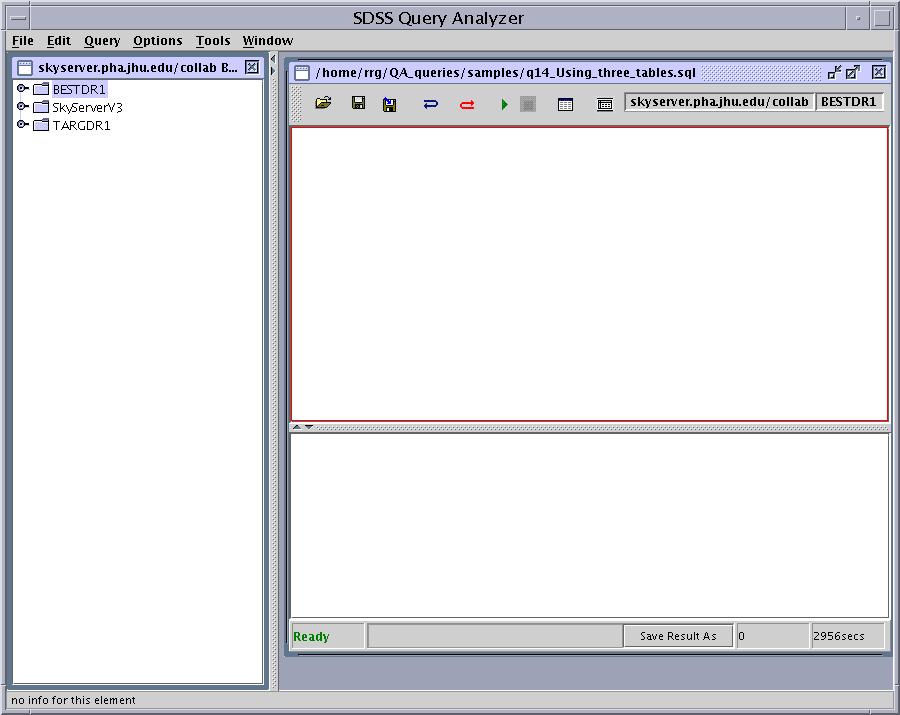 SDSS Query Analyzer
File Edit Query Options Tools Window
skyserver.pha.jhu.edu/collab B...
BESTDR1
SkyServerV3
TARGDR1
/home/rrg/QA_queries/samples/q14_Using_three_tables.sql
skyserver.pha.jhu.edu/collab BESTDR1
Ready Save Result As 0 2956secs
no info for this element